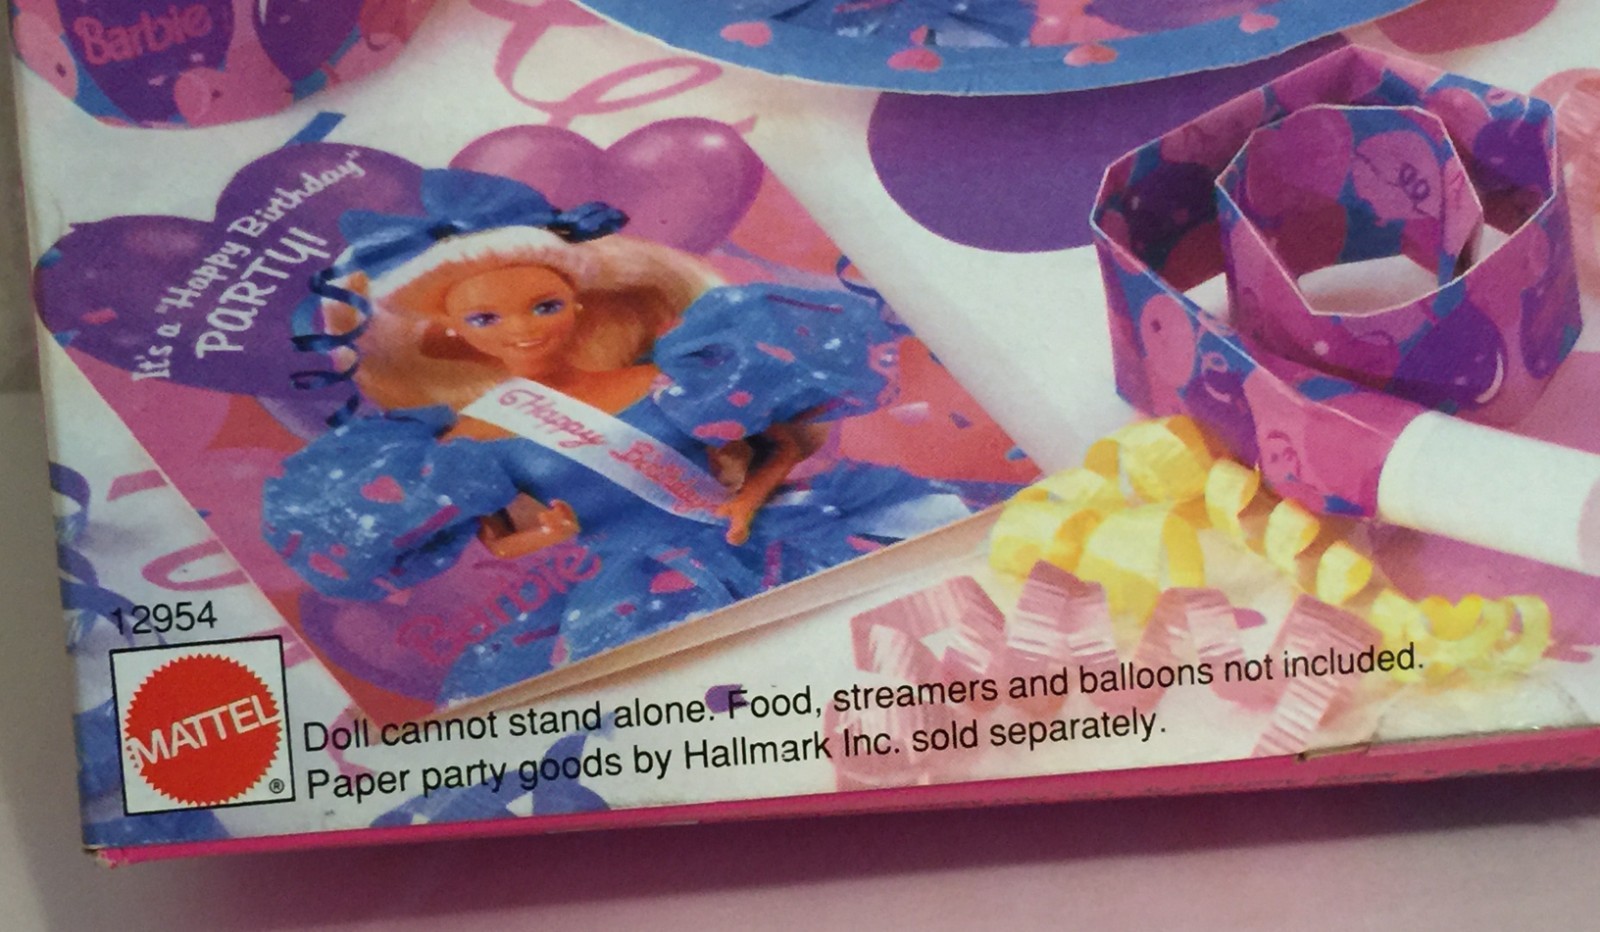 Barbie
It's a "Happy Birthday"
PARTY!
Happy Birthday
Barbie
12954
MATTEL
®
Doll cannot stand alone. Food, streamers and balloons not included.
Paper party goods by Hallmark Inc. sold separately.